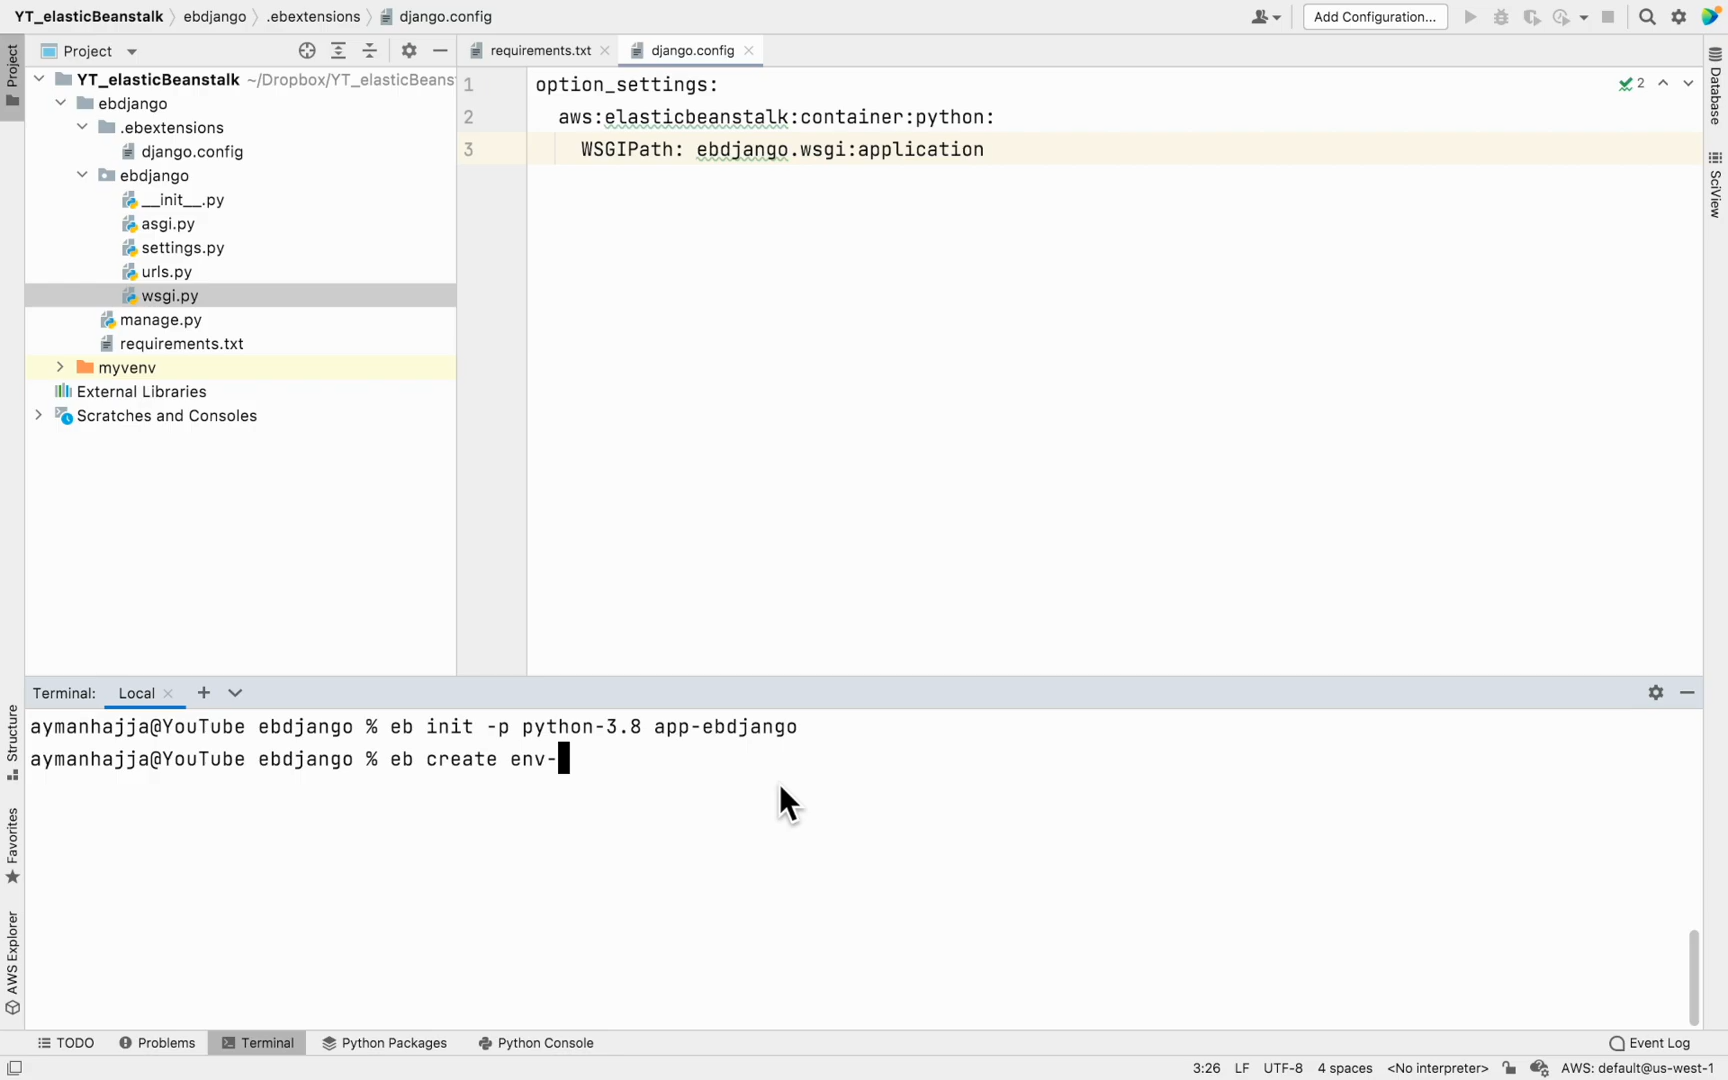 YT_elasticBeanstalk ebdjango .ebextensions django.config
Add Configuration...
Project
Project
requirements.txt
django.config
YT_elasticBeanstalk ~/Dropbox/YT_elasticBeans
ebdjango
.ebextensions
django.config
ebdjango
__init__.py
asgi.py
settings.py
urls.py
wsgi.py
manage.py
requirements.txt
myvenv
External Libraries
Scratches and Consoles
1 option_settings:
2 aws:elasticbeanstalk:container:python:
3 WSGIPath: ebdjango.wsgi:application
2
Database
SciView
Structure
Favorites
AWS Explorer
Terminal: Local
aymanhajja@YouTube ebdjango % eb init -p python-3.8 app-ebdjango
aymanhajja@YouTube ebdjango % eb create env-
TODO Problems Terminal Python Packages Python Console Event Log
3:26 LF UTF-8 4 spaces <No interpreter> AWS: default@us-west-1